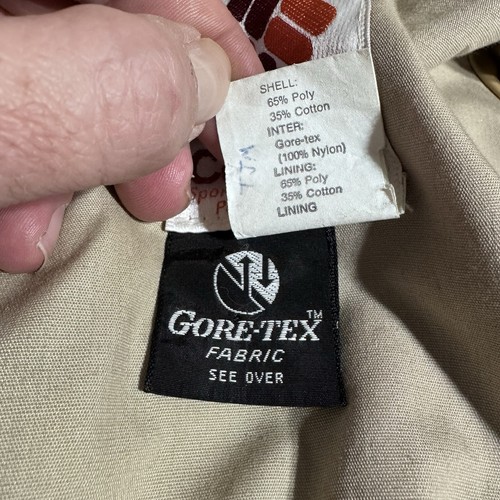 SHELL:
65% Poly
35% Cotton
INTER:
Gore-tex
(100% Nylon)
LINING:
65% Poly
35% Cotton
LINING
TJM
GORE-TEX™
FABRIC
SEE OVER